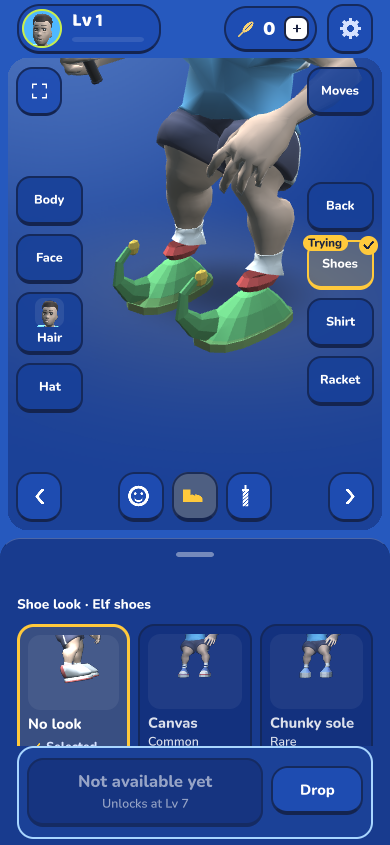 Lv 1
0
+
Moves
Body
Back
Face
Trying
Shoes
Hair
Shirt
Hat
Racket
Shoe look · Elf shoes
No look
Canvas
Chunky sole
✓ Selected
Common
Rare
Not available yet
Unlocks at Lv 7
Drop